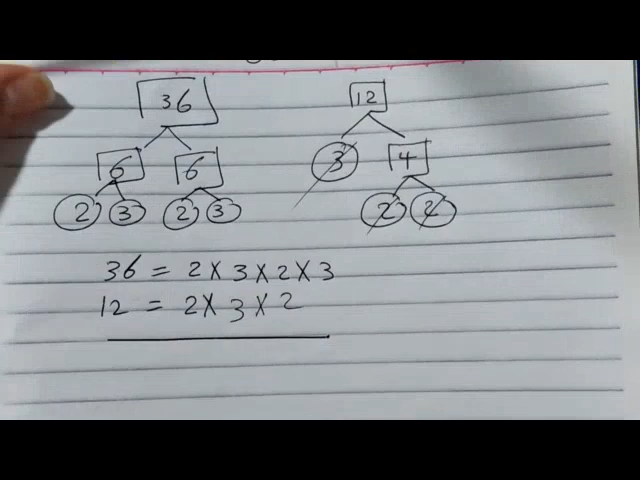 36 12
6 6 3 4
2 3 2 3 2 2
36 = 2 X 3 X 2 X 3
12 = 2 X 3 X 2